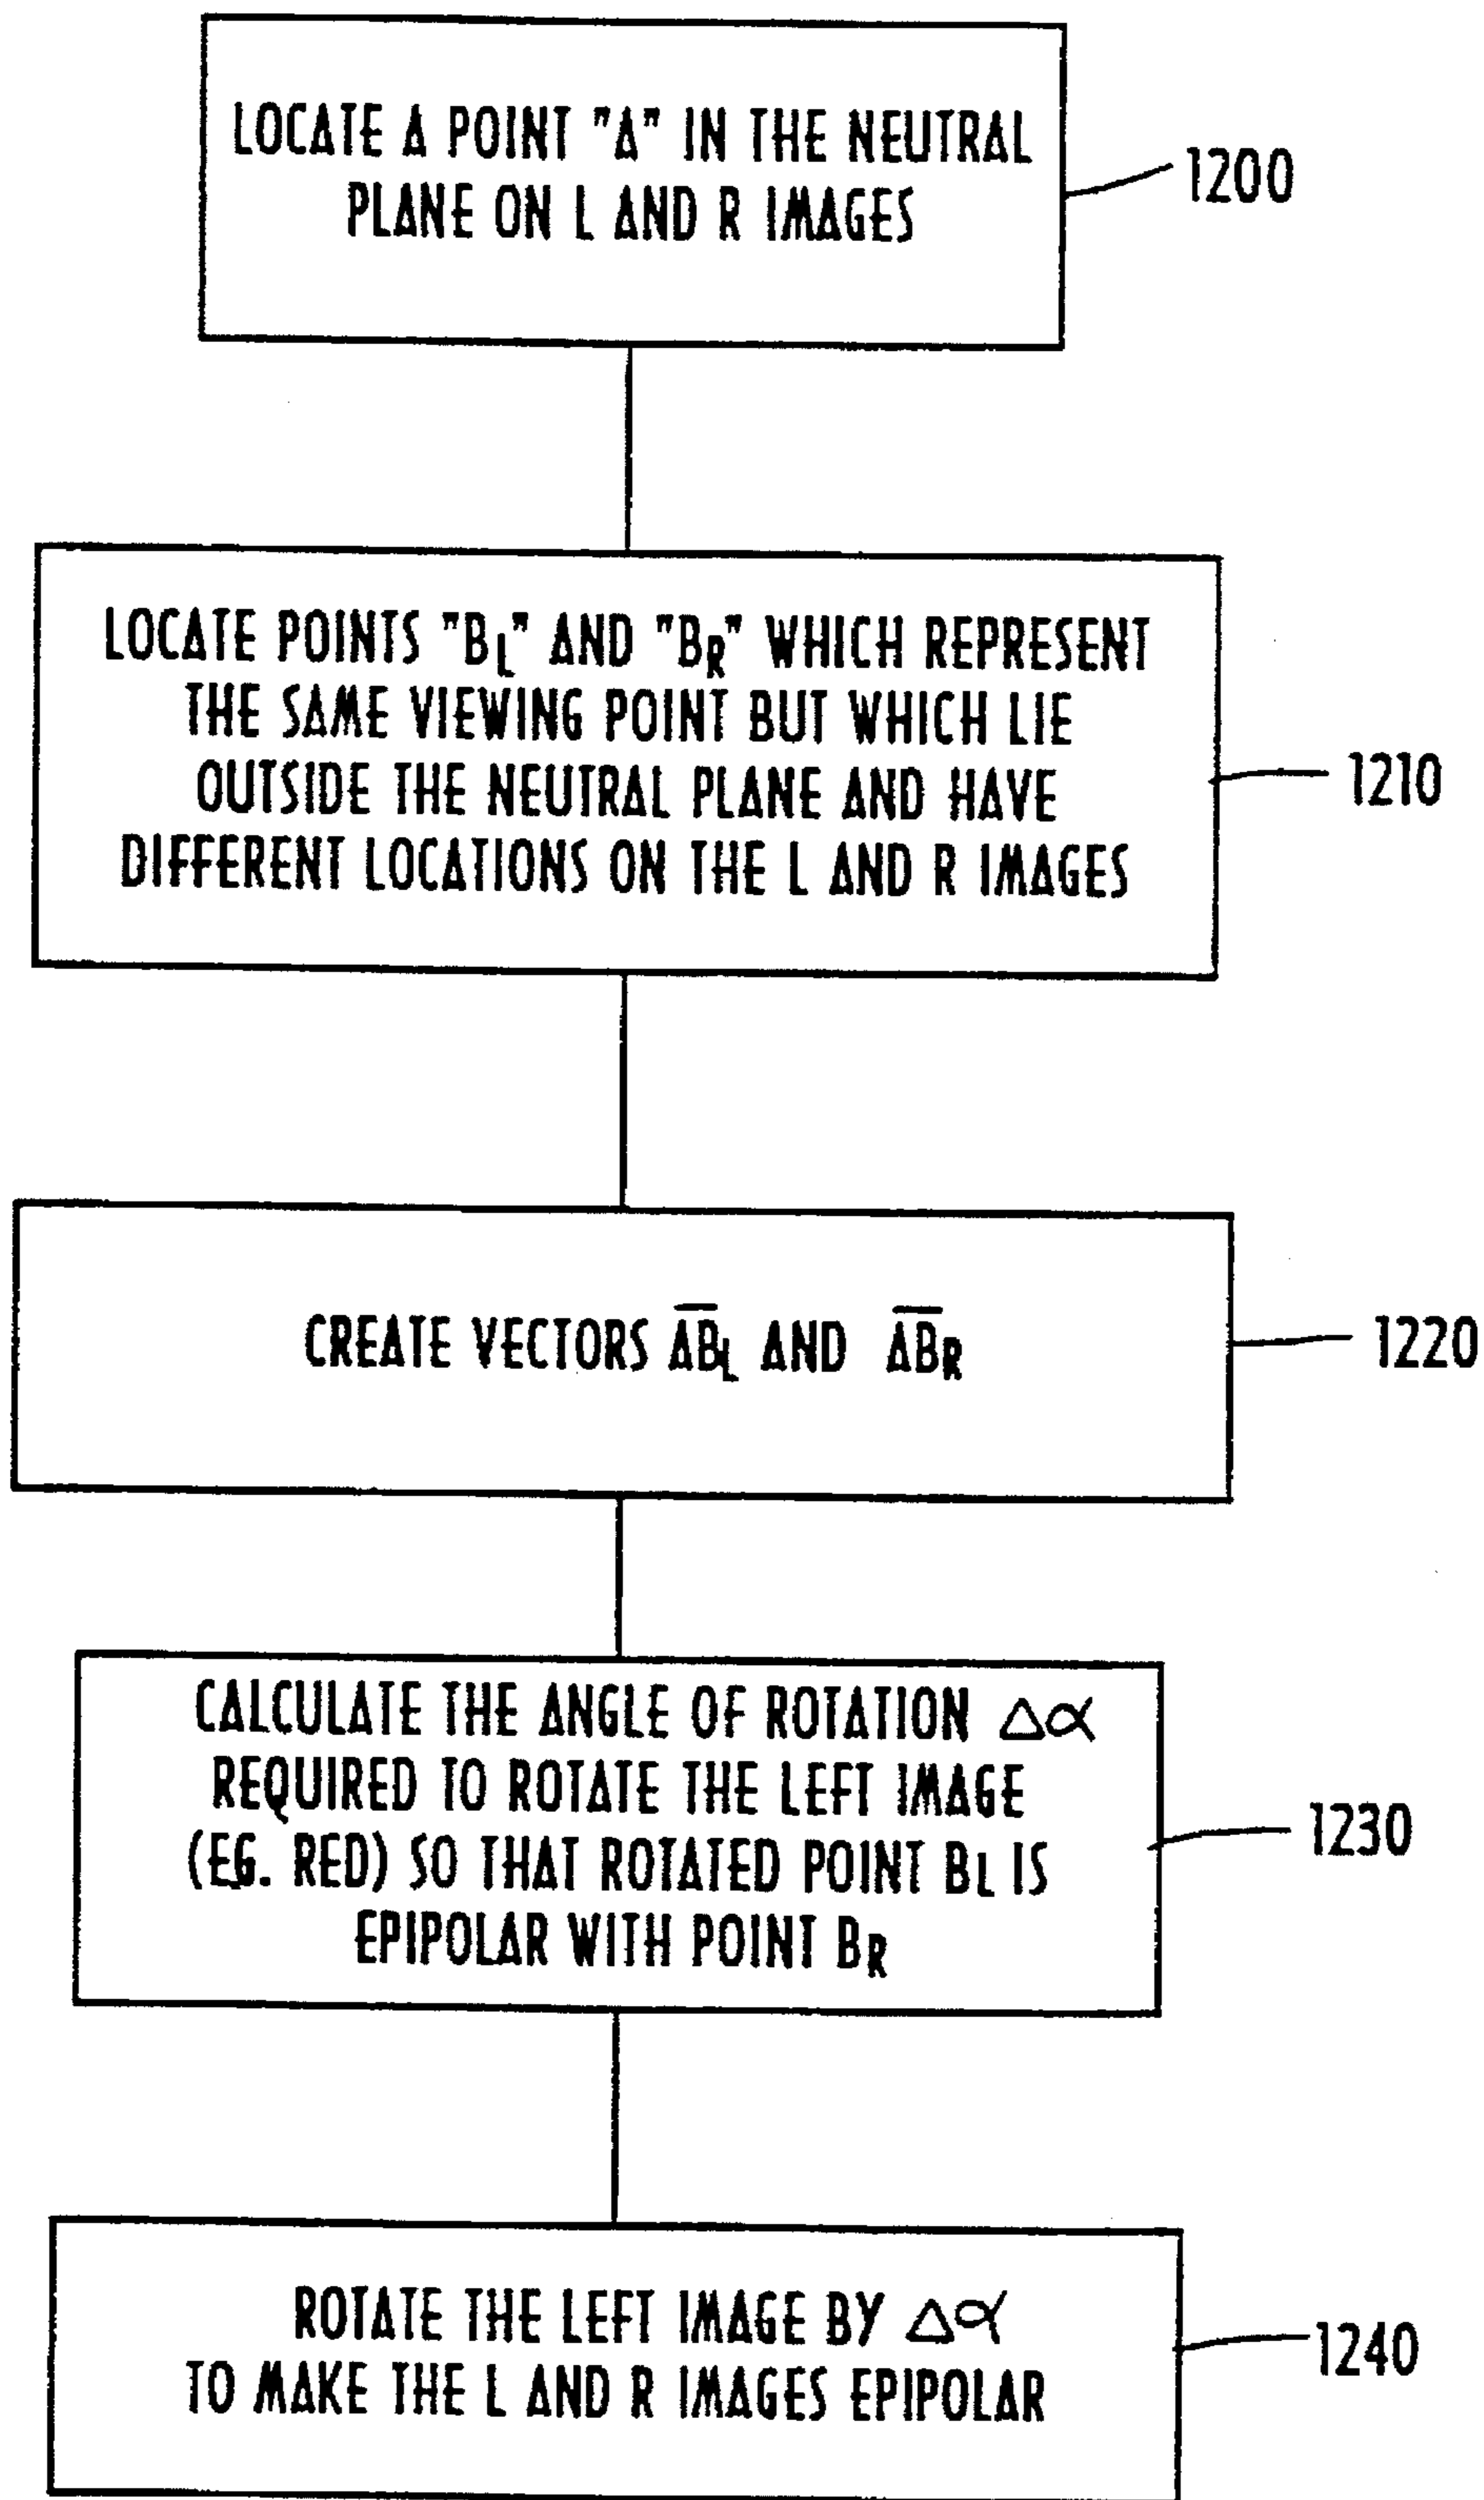 LOCATE A POINT "A" IN THE NEUTRAL
PLANE ON L AND R IMAGES
1200
LOCATE POINTS "BL" AND "BR" WHICH REPRESENT
THE SAME VIEWING POINT BUT WHICH LIE
OUTSIDE THE NEUTRAL PLANE AND HAVE
DIFFERENT LOCATIONS ON THE L AND R IMAGES
1210
CREATE VECTORS A̅B̅L AND A̅B̅R
1220
CALCULATE THE ANGLE OF ROTATION Δα
REQUIRED TO ROTATE THE LEFT IMAGE
(EG. RED) SO THAT ROTATED POINT BL IS
EPIPOLAR WITH POINT BR
1230
ROTATE THE LEFT IMAGE BY Δα
TO MAKE THE L AND R IMAGES EPIPOLAR
1240